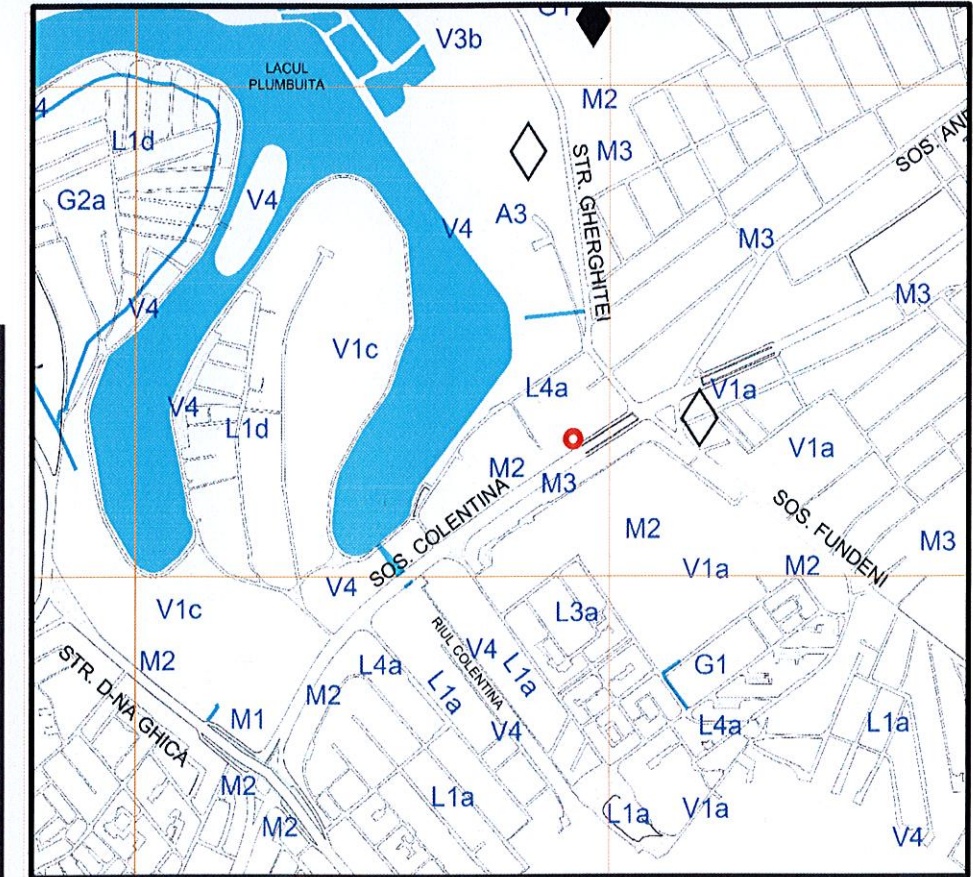 G1
V3b
LACUL
PLUMBUITA
M2
4
L1d
M3
SOS. AND
STR. GHERGHITEI
G2a
V4
A3
V4
M3
V4
M3
V1c
L4a
V1a
V4
L1d
V1a
M2
M3
SOS. COLENTINA
M2
SOS. FUNDENI
M3
V1a
M2
V4
V1c
L3a
RIUL COLENTINA
V4
L1a
STR. D-NA GHICA
M2
L4a
L1a
G1
M2
M1
V4
L4a
L1a
M2
L1a
L1a
V1a
M2
V4